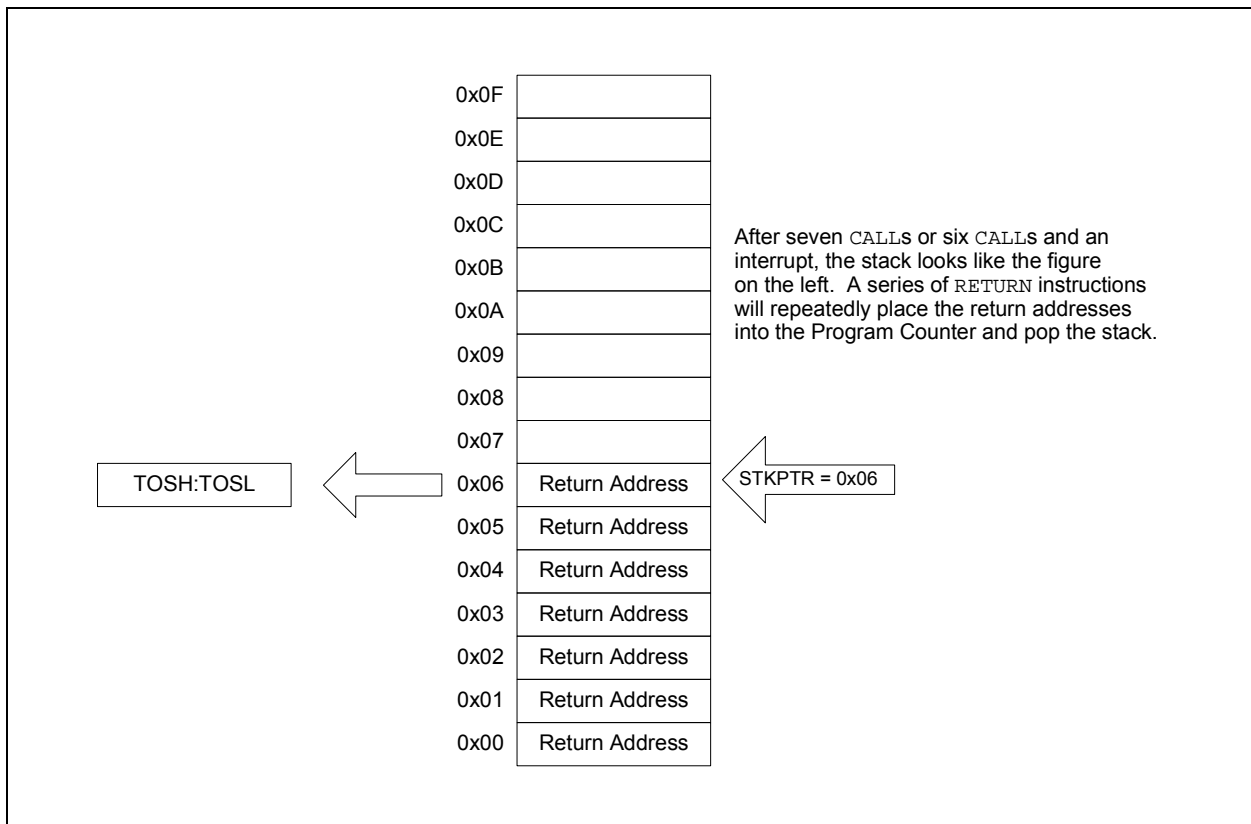 0x0F
0x0E
0x0D
0x0C
0x0B
0x0A
0x09
0x08
0x07
After seven CALLs or six CALLs and an
interrupt, the stack looks like the figure
on the left. A series of RETURN instructions
will repeatedly place the return addresses
into the Program Counter and pop the stack.
TOSH:TOSL
0x06 Return Address
STKPTR = 0x06
0x05 Return Address
0x04 Return Address
0x03 Return Address
0x02 Return Address
0x01 Return Address
0x00 Return Address